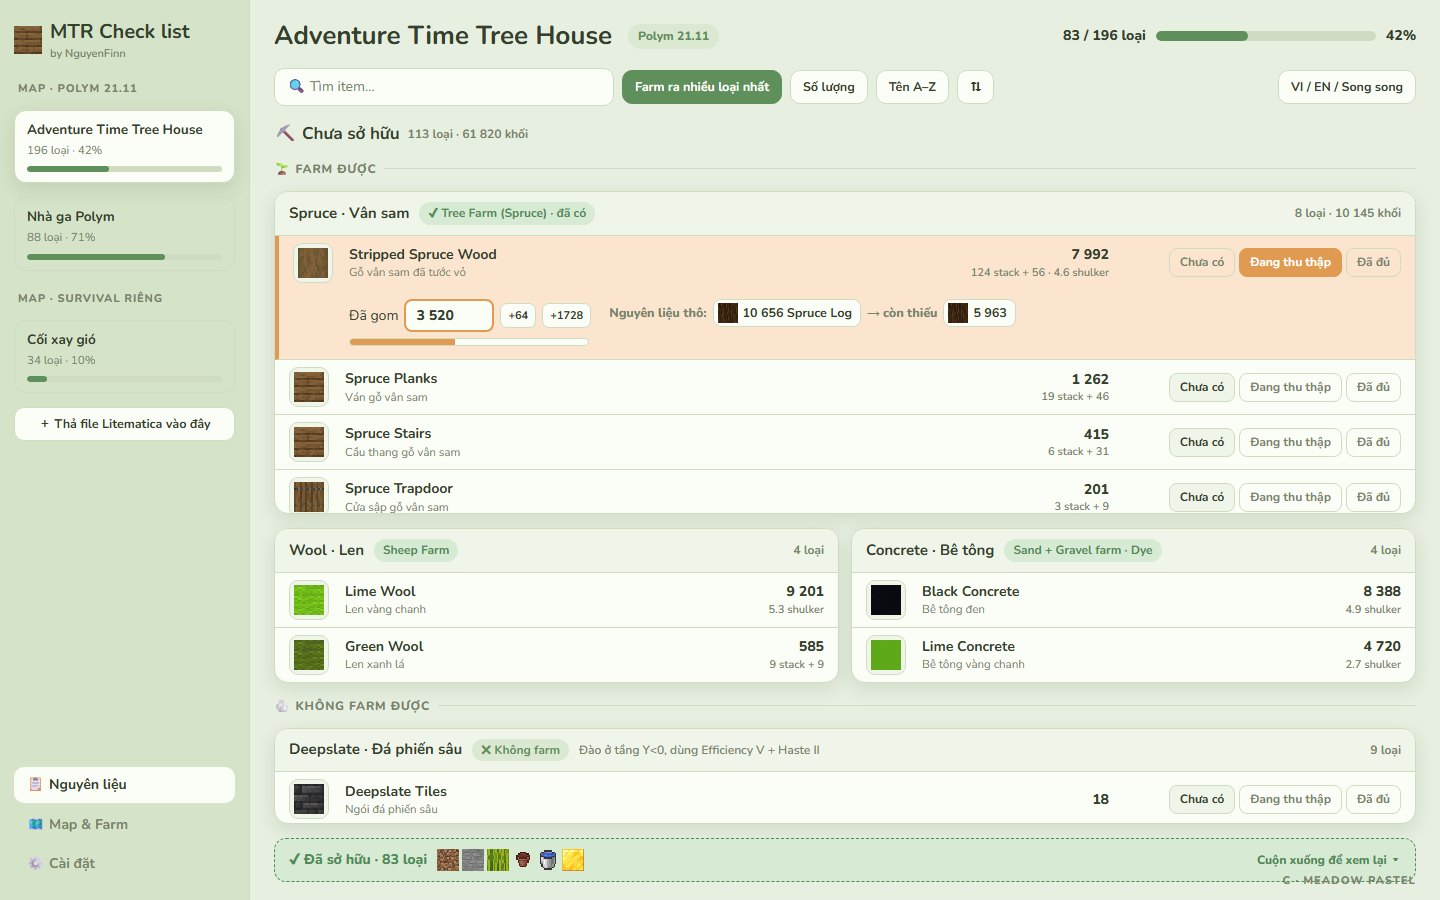 MTR Check list
by NguyenFinn
MAP · POLYM 21.11
Adventure Time Tree House
196 loại · 42%
Nhà ga Polym
88 loại · 71%
MAP · SURVIVAL RIÊNG
Cối xay gió
34 loại · 10%
+ Thả file Litematica vào đây
Nguyên liệu
Map & Farm
Cài đặt
Adventure Time Tree House
Polym 21.11
83 / 196 loại
42%
Tìm item...
Farm ra nhiều loại nhất
Số lượng
Tên A–Z
⇅
VI / EN / Song song
Chưa sở hữu 113 loại · 61 820 khối
FARM ĐƯỢC
Spruce · Vân sam
✓ Tree Farm (Spruce) · đã có
8 loại · 10 145 khối
Stripped Spruce Wood
Gỗ vân sam đã tước vỏ
7 992
124 stack + 56 · 4.6 shulker
Chưa có
Đang thu thập
Đã đủ
Đã gom 3 520 +64 +1728
Nguyên liệu thô: 10 656 Spruce Log → còn thiếu 5 963
Spruce Planks
Ván gỗ vân sam
1 262
19 stack + 46
Chưa có
Đang thu thập
Đã đủ
Spruce Stairs
Cầu thang gỗ vân sam
415
6 stack + 31
Chưa có
Đang thu thập
Đã đủ
Spruce Trapdoor
Cửa sập gỗ vân sam
201
3 stack + 9
Chưa có
Đang thu thập
Đã đủ
Wool · Len
Sheep Farm
4 loại
Lime Wool
Len vàng chanh
9 201
5.3 shulker
Green Wool
Len xanh lá
585
9 stack + 9
Concrete · Bê tông
Sand + Gravel farm · Dye
4 loại
Black Concrete
Bê tông đen
8 388
4.9 shulker
Lime Concrete
Bê tông vàng chanh
4 720
2.7 shulker
KHÔNG FARM ĐƯỢC
Deepslate · Đá phiến sâu
✕ Không farm
Đào ở tầng Y<0, dùng Efficiency V + Haste II
9 loại
Deepslate Tiles
Ngói đá phiến sâu
18
Chưa có
Đang thu thập
Đã đủ
✓ Đã sở hữu · 83 loại
Cuộn xuống để xem lại ▾
C · MEADOW PASTEL